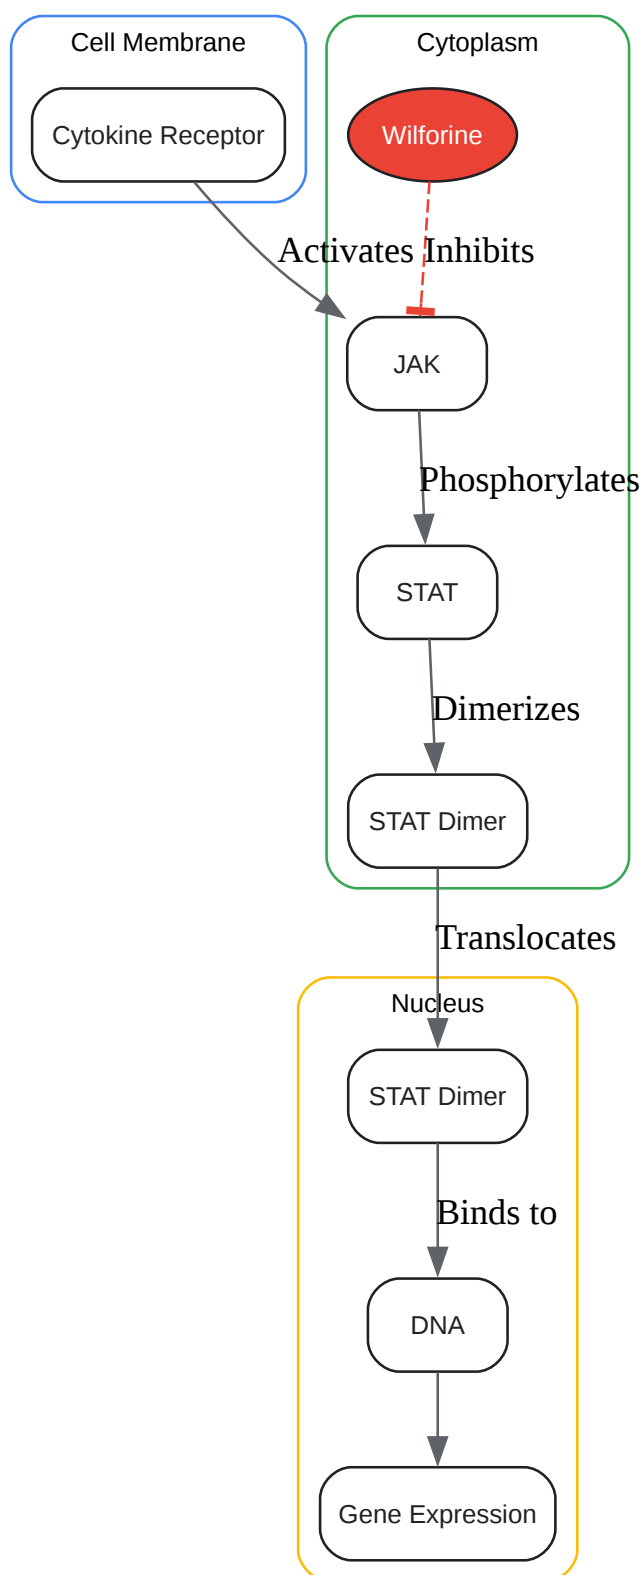 Cell Membrane
Cytoplasm
Cytokine Receptor
Wilforine
Activates
Inhibits
JAK
Phosphorylates
STAT
Dimerizes
STAT Dimer
Translocates
Nucleus
STAT Dimer
Binds to
DNA
Gene Expression